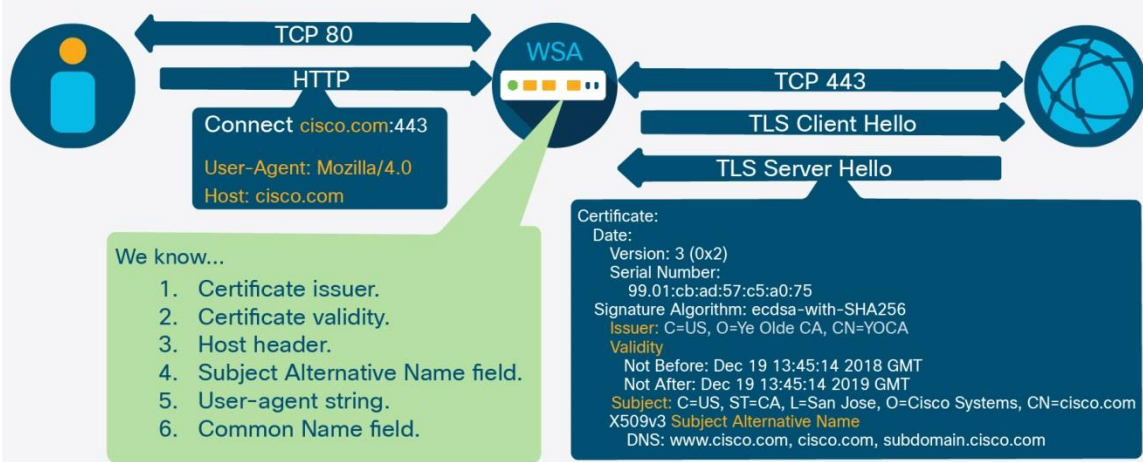 TCP 80
WSA
HTTP
TCP 443
Connect cisco.com:443
User-Agent: Mozilla/4.0
Host: cisco.com
TLS Client Hello
TLS Server Hello
We know...
1. Certificate issuer.
2. Certificate validity.
3. Host header.
4. Subject Alternative Name field.
5. User-agent string.
6. Common Name field.
Certificate:
Date:
Version: 3 (0x2)
Serial Number:
99.01:cb:ad:57:c5:a0:75
Signature Algorithm: ecdsa-with-SHA256
Issuer: C=US, O=Ye Olde CA, CN=YOCA
Validity
Not Before: Dec 19 13:45:14 2018 GMT
Not After: Dec 19 13:45:14 2019 GMT
Subject: C=US, ST=CA, L=San Jose, O=Cisco Systems, CN=cisco.com
X509v3 Subject Alternative Name
DNS: www.cisco.com, cisco.com, subdomain.cisco.com